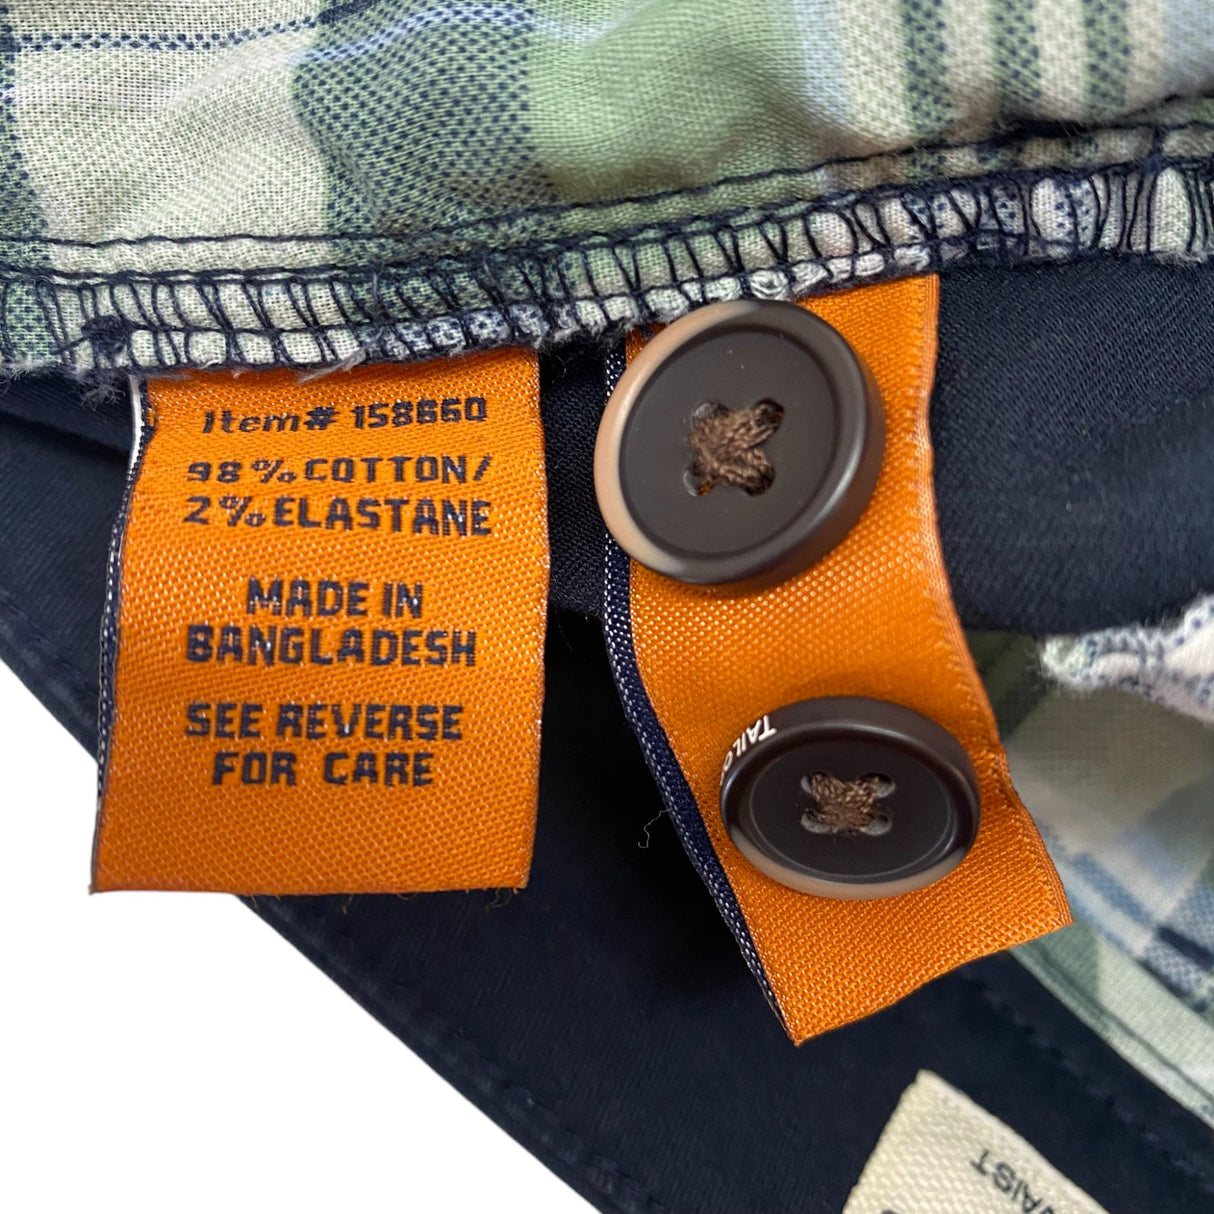 Item# 158660
98% COTTON/
2% ELASTANE
MADE IN
BANGLADESH
SEE REVERSE
FOR CARE